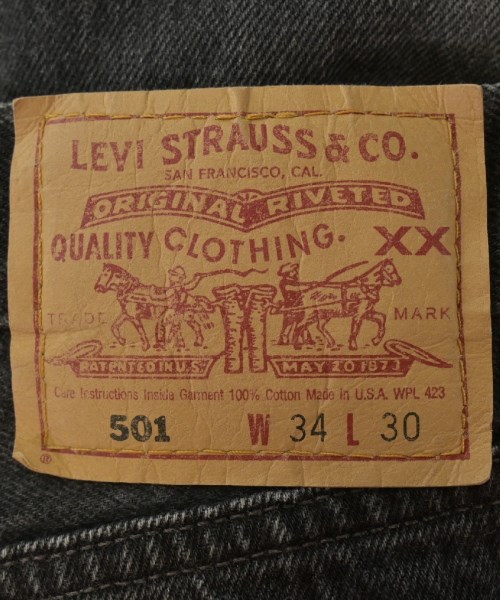 LEVI STRAUSS & CO.
SAN FRANCISCO, CAL.
ORIGINAL RIVETED
QUALITY CLOTHING. XX
TRADE MARK
PATENTED IN U.S. MAY 20 1873
Care Instructions Inside Garment 100% Cotton Made in U.S.A. WPL 423
501 W 34 L 30
®